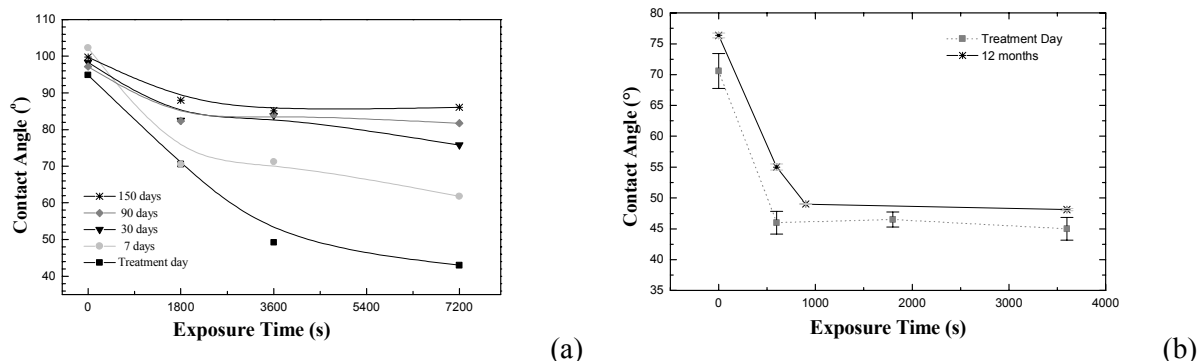 110
100
90
80
70
60
50
40
Contact Angle (°)
150 days
90 days
30 days
7 days
Treatment day
0 1800 3600 5400 7200
Exposure Time (s)
(a)
80
75
70
65
60
55
50
45
40
35
Contact Angle (°)
Treatment Day
12 months
0 1000 2000 3000 4000
Exposure Time (s)
(b)